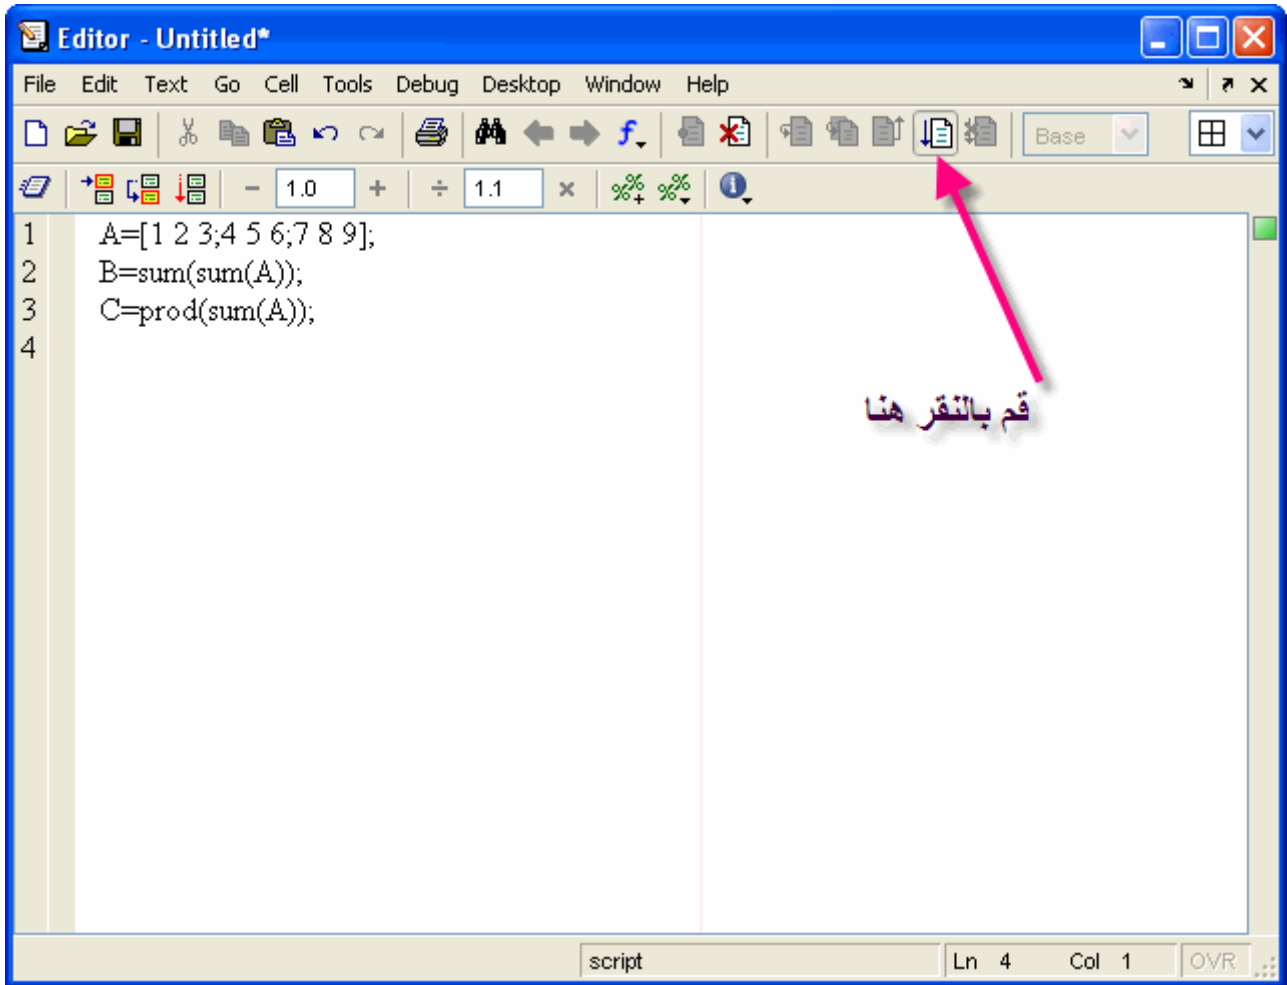 Editor - Untitled*
File Edit Text Go Cell Tools Debug Desktop Window Help
Base
1.0 1.1
1 A=[1 2 3;4 5 6;7 8 9];
2 B=sum(sum(A));
3 C=prod(sum(A));
4
قم بالنقر هنا
script Ln 4 Col 1 OVR